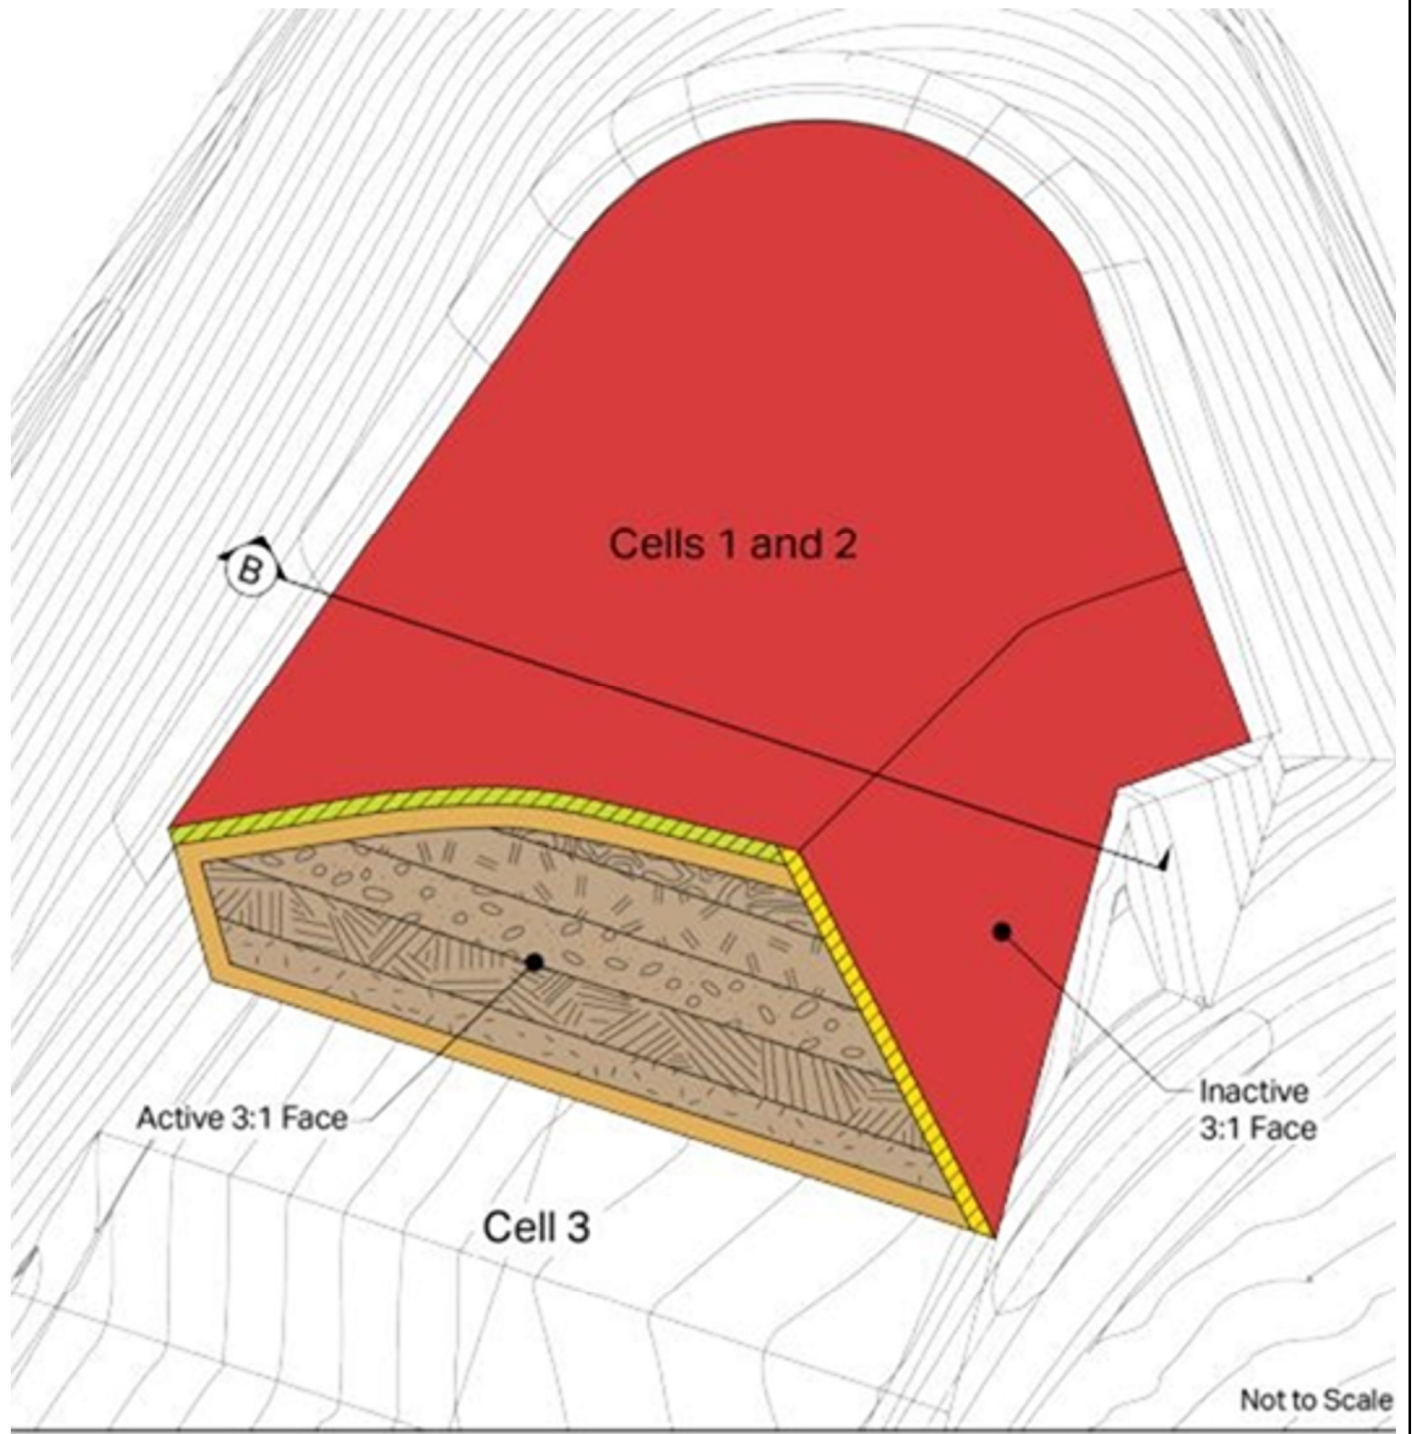 Cells 1 and 2
B
Inactive
3:1 Face
Active 3:1 Face
Cell 3
Not to Scale